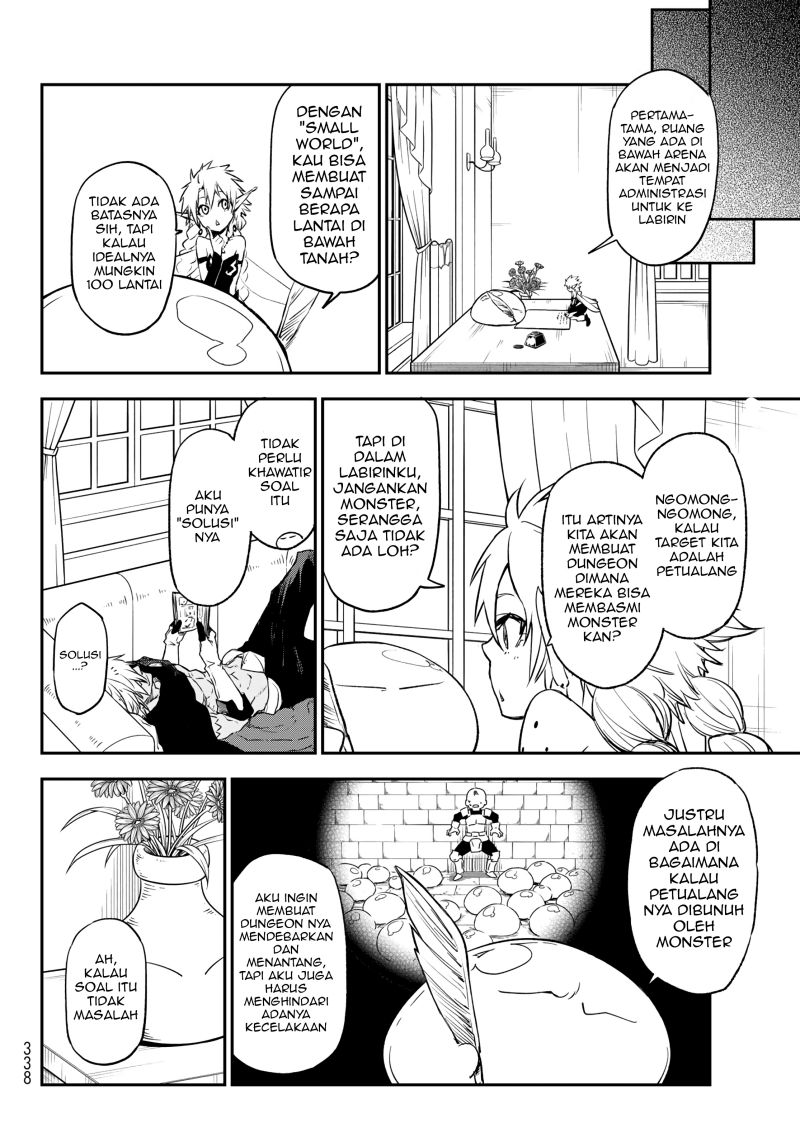 PERTAMA-
TAMA, RUANG
YANG ADA DI
BAWAH ARENA
AKAN MENJADI
TEMPAT
ADMINISTRASI
UNTUK KE
LABIRIN
DENGAN
"SMALL
WORLD",
KAU BISA
MEMBUAT
SAMPAI
BERAPA
LANTAI DI
BAWAH
TANAH?
TIDAK ADA
BATASNYA
SIH, TAPI
KALAU
IDEALNYA
MUNGKIN
100 LANTAI
NGOMONG-
NGOMONG,
KALAU
TARGET KITA
ADALAH
PETUALANG
ITU ARTINYA
KITA AKAN
MEMBUAT
DUNGEON
DIMANA
MEREKA BISA
MEMBASMI
MONSTER
KAN?
TAPI DI
DALAM
LABIRINKU,
JANGANKAN
MONSTER,
SERANGGA
SAJA TIDAK
ADA LOH?
TIDAK
PERLU
KHAWATIR
SOAL
ITU
AKU
PUNYA
"SOLUSI"
NYA
SOLUSI
....?
JUSTRU
MASALAHNYA
ADA DI
BAGAIMANA
KALAU
PETUALANG
NYA DIBUNUH
OLEH
MONSTER
AKU INGIN
MEMBUAT
DUNGEON NYA
MENDEBARKAN
DAN
MENANTANG,
TAPI AKU JUGA
HARUS
MENGHINDARI
ADANYA
KECELAKAAN
AH,
KALAU
SOAL ITU
TIDAK
MASALAH
338